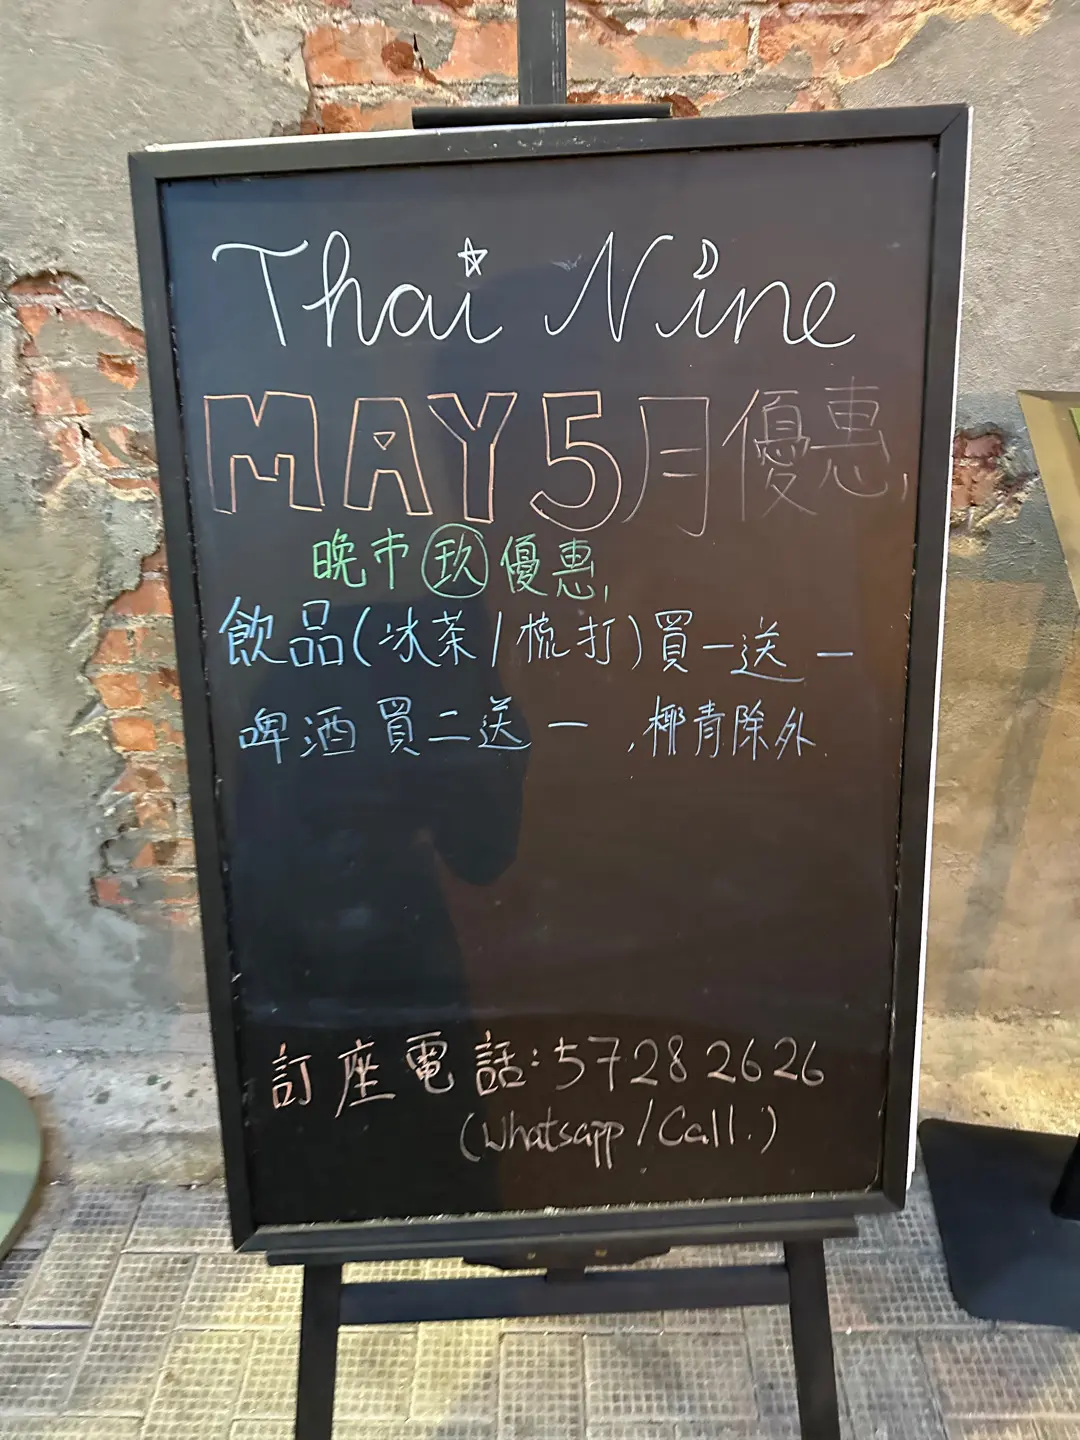 Thai Nine
MAY 5月優惠
晚市玖優惠
飲品(冰茶/梳打)買一送一
啤酒買二送一，椰青除外
訂座電話:57282626
(Whatsapp/Call.)